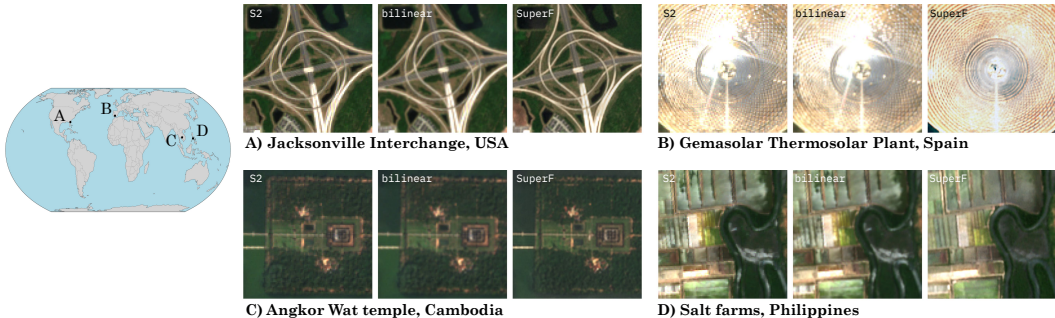 A
B
C
D
S2 bilinear SuperF
A) Jacksonville Interchange, USA
S2 bilinear SuperF
B) Gemasolar Thermosolar Plant, Spain
S2 bilinear SuperF
C) Angkor Wat temple, Cambodia
S2 bilinear SuperF
D) Salt farms, Philippines